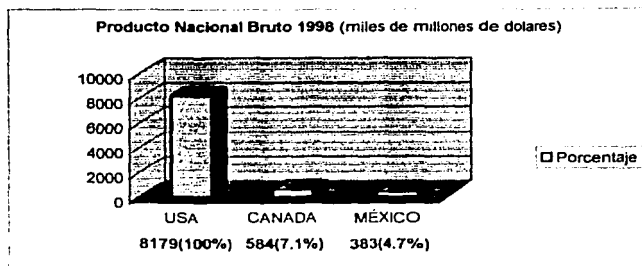 Producto Nacional Bruto 1998 (miles de millones de dolares)
10000
8000
6000
4000
2000
0
USA CANADA MÉXICO
8179(100%) 584(7.1%) 383(4.7%)
Porcentaje